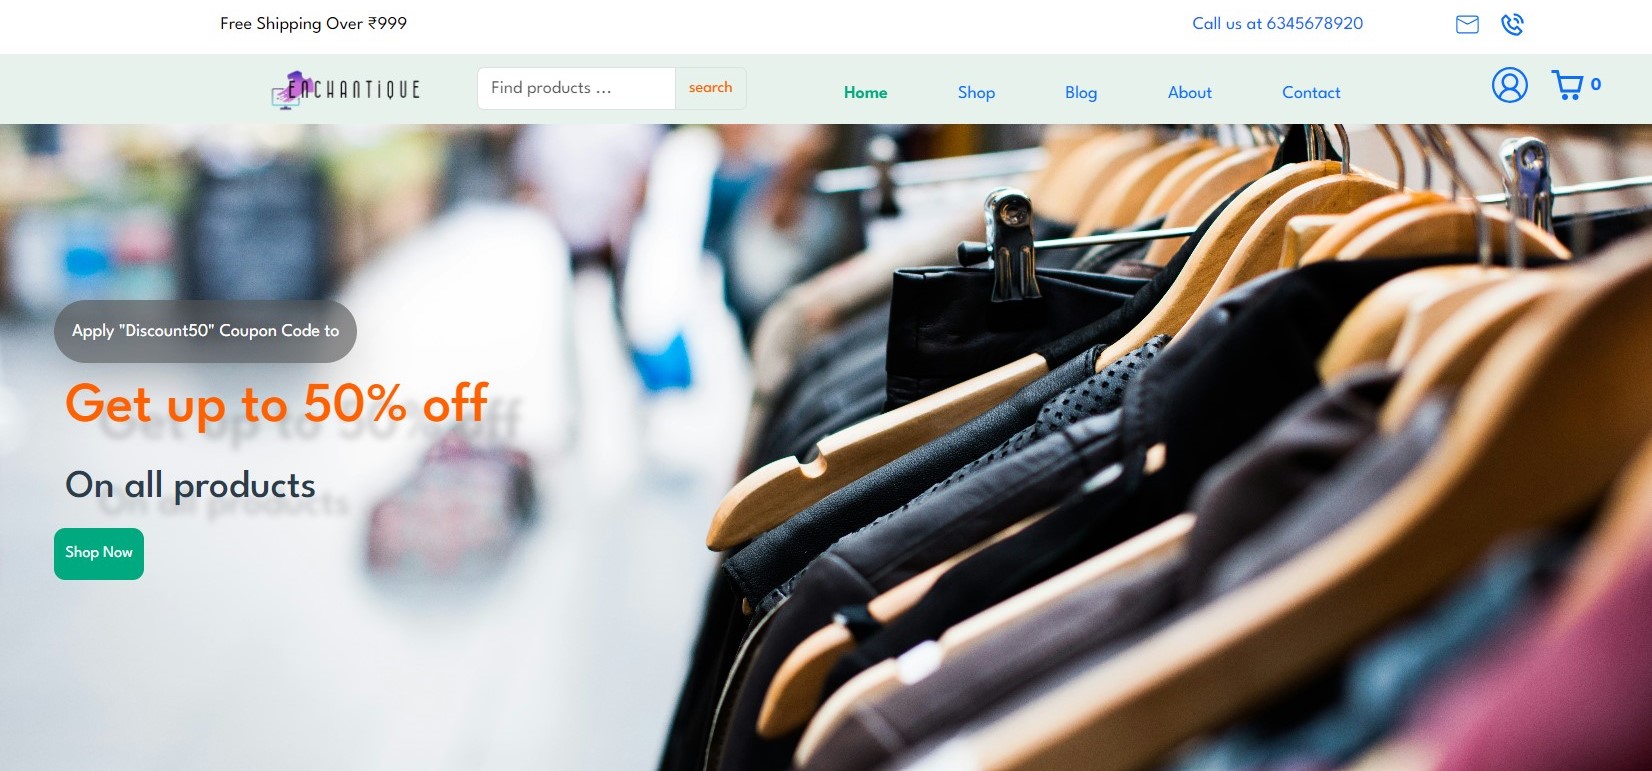 Free Shipping Over ₹999
Call us at 6345678920
ENCHANTIQUE
Find products ...
search
Home
Shop
Blog
About
Contact
0
Apply "Discount50" Coupon Code to
Get up to 50% off
On all products
Shop Now